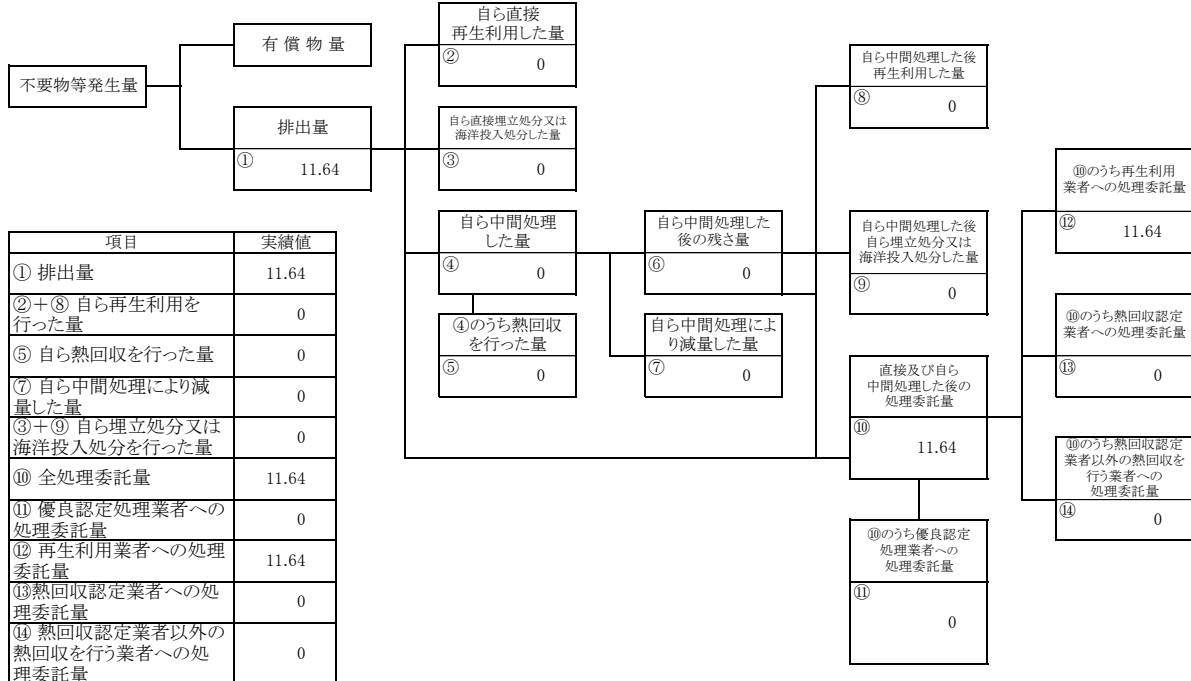 不要物等発生量
有 償 物 量
排出量
①
11.64
自ら直接
再生利用した量
②
0
自ら直接埋立処分又は
海洋投入処分した量
③
0
自ら中間処理
した量
④
0
④のうち熱回収
を行った量
⑤
0
自ら中間処理した
後の残さ量
⑥
0
自ら中間処理によ
り減量した量
⑦
0
自ら中間処理した後
再生利用した量
⑧
0
自ら中間処理した後
自ら埋立処分又は
海洋投入処分した量
⑨
0
直接及び自ら
中間処理した後の
処理委託量
⑩
11.64
⑩のうち優良認定
処理業者への
処理委託量
⑪
0
⑩のうち再生利用
業者への処理委託量
⑫
11.64
⑩のうち熱回収認定
業者への処理委託量
⑬
0
⑩のうち熱回収認定
業者以外の熱回収を
行う業者への
処理委託量
⑭
0
項目 実績値
① 排出量 11.64
②+⑧ 自ら再生利用を
行った量
0
⑤ 自ら熱回収を行った量 0
⑦ 自ら中間処理により減
量した量
0
③+⑨ 自ら埋立処分又は
海洋投入処分を行った量
0
⑩ 全処理委託量 11.64
⑪ 優良認定処理業者への
処理委託量
0
⑫ 再生利用業者への処理
委託量
11.64
⑬熱回収認定業者への処
理委託量
0
⑭ 熱回収認定業者以外の
熱回収を行う業者への処
理委託量
0